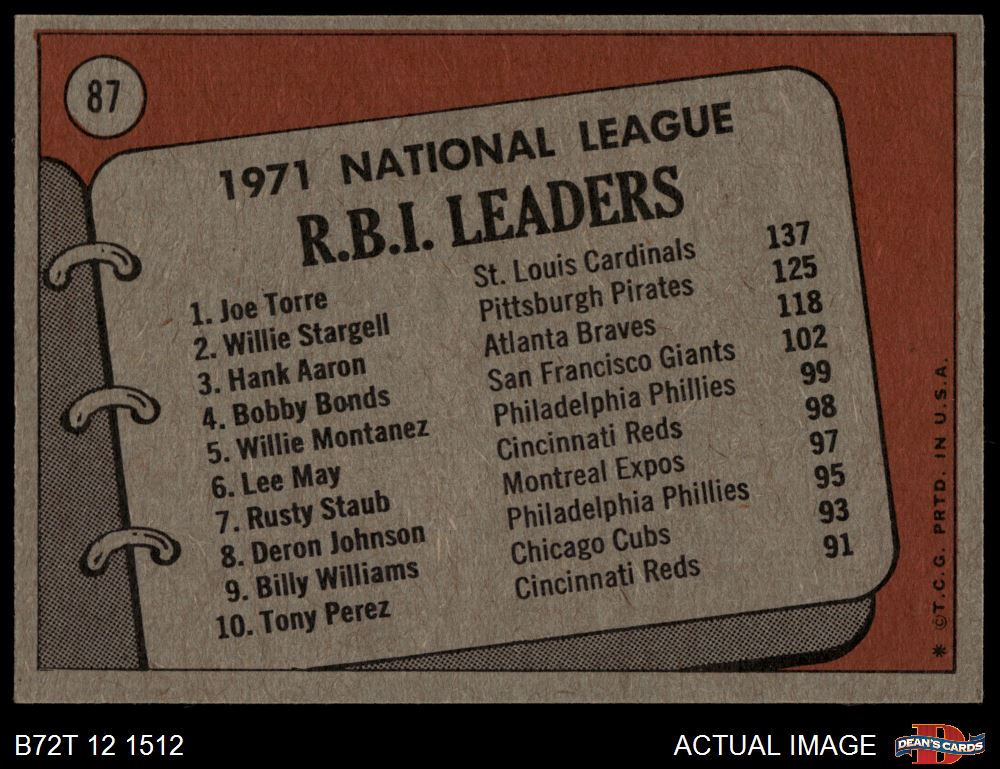 87
1971 NATIONAL LEAGUE
R.B.I. LEADERS
1. Joe Torre St. Louis Cardinals 137
2. Willie Stargell Pittsburgh Pirates 125
3. Hank Aaron Atlanta Braves 118
4. Bobby Bonds San Francisco Giants 102
5. Willie Montanez Philadelphia Phillies 99
6. Lee May Cincinnati Reds 98
7. Rusty Staub Montreal Expos 97
8. Deron Johnson Philadelphia Phillies 95
9. Billy Williams Chicago Cubs 93
10. Tony Perez Cincinnati Reds 91
* ©T.C.G. PRTD. IN U.S.A.
B72T 12 1512
ACTUAL IMAGE
D
DEAN'S CARDS